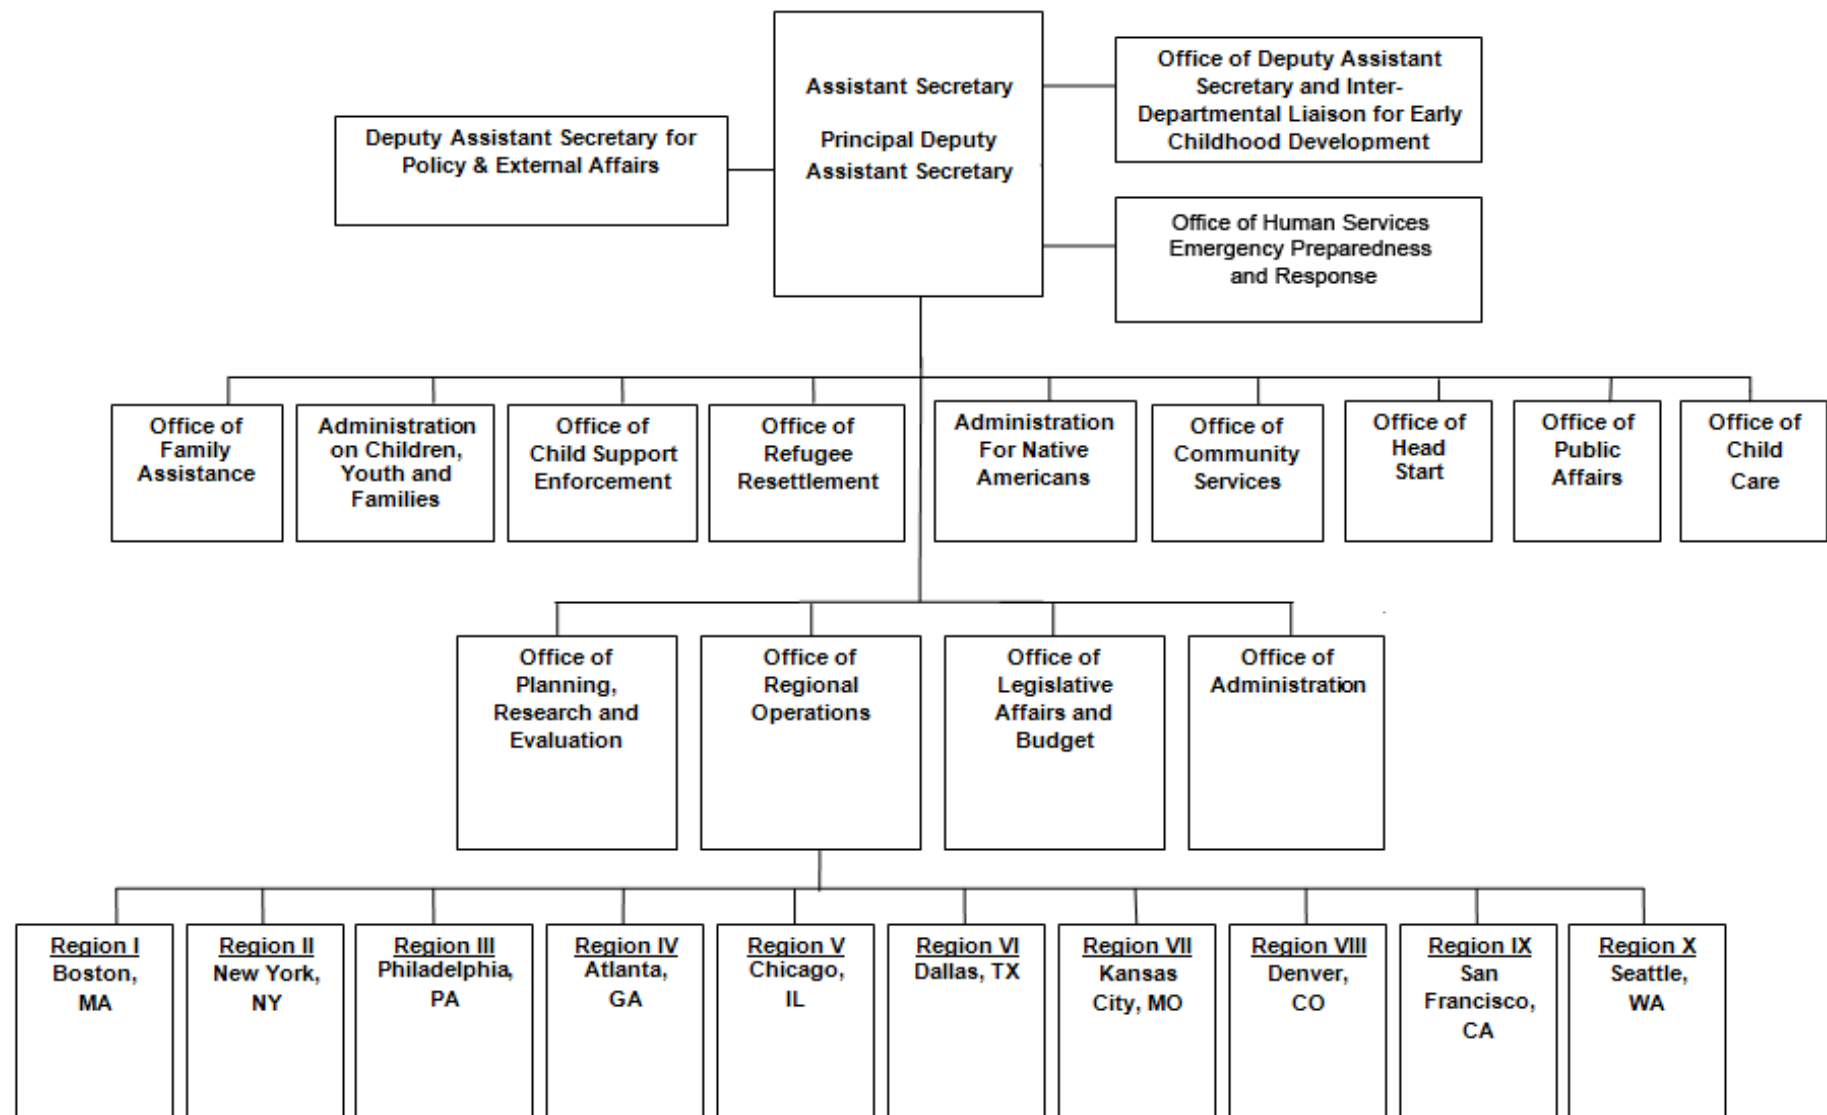 Assistant Secretary
Principal Deputy
Assistant Secretary
Office of Deputy Assistant
Secretary and Inter-
Departmental Liaison for Early
Childhood Development
Deputy Assistant Secretary for
Policy & External Affairs
Office of Human Services
Emergency Preparedness
and Response
Office of
Family
Assistance
Administration
on Children,
Youth and
Families
Office of
Child Support
Enforcement
Office of
Refugee
Resettlement
Administration
For Native
Americans
Office of
Community
Services
Office of
Head
Start
Office of
Public
Affairs
Office of
Child
Care
Office of
Planning,
Research and
Evaluation
Office of
Regional
Operations
Office of
Legislative
Affairs and
Budget
Office of
Administration
Region I
Boston,
MA
Region II
New York,
NY
Region III
Philadelphia,
PA
Region IV
Atlanta,
GA
Region V
Chicago,
IL
Region VI
Dallas, TX
Region VII
Kansas
City, MO
Region VIII
Denver,
CO
Region IX
San
Francisco,
CA
Region X
Seattle,
WA